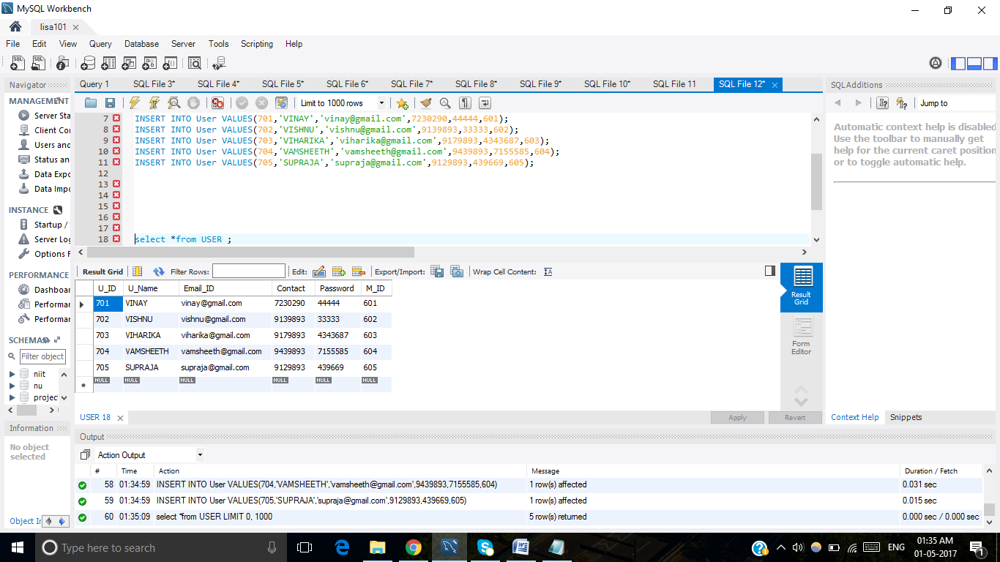 MySQL Workbench
lisa101
File Edit View Query Database Server Tools Scripting Help
Navigator
MANAGEMENT
Server Sta
Client Co
Users and
Status an
Data Expo
Data Impo
INSTANCE
Startup /
Server Log
Options F
PERFORMANCE
Dashboar
Performar
Performar
SCHEMAS
Filter object
niit
nu
project
Information
No object
selected
Object In
Query 1 SQL File 3* SQL File 4* SQL File 5* SQL File 6* SQL File 7* SQL File 8* SQL File 9* SQL File 10* SQL File 11 SQL File 12*
Limit to 1000 rows
7 INSERT INTO User VALUES(701,'VINAY','vinay@gmail.com',7230290,44444,601);
8 INSERT INTO User VALUES(702,'VISHNU','vishnu@gmail.com',9139893,33333,602);
9 INSERT INTO User VALUES(703,'VIHARIKA','viharika@gmail.com',9179893,4343687,603);
10 INSERT INTO User VALUES(704,'VAMSHEETH','vamsheeth@gmail.com',9439893,7155585,604);
11 INSERT INTO User VALUES(705,'SUPRAJA','supraja@gmail.com',9129893,439669,605);
12
13
14
15
16
17
18 select *from USER ;
Result Grid Filter Rows: Edit: Export/Import: Wrap Cell Content:
U_ID U_Name Email_ID Contact Password M_ID
701 VINAY vinay@gmail.com 7230290 44444 601
702 VISHNU vishnu@gmail.com 9139893 33333 602
703 VIHARIKA viharika@gmail.com 9179893 4343687 603
704 VAMSHEETH vamsheeth@gmail.com 9439893 7155585 604
705 SUPRAJA supraja@gmail.com 9129893 439669 605
NULL NULL NULL NULL NULL NULL
Result
Grid
Form
Editor
USER 18
Apply Revert
SQLAdditions
Jump to
Automatic context help is disabled
Use the toolbar to manually get
help for the current caret position
or to toggle automatic help.
Context Help Snippets
Output
Action Output
# Time Action Message Duration / Fetch
58 01:34:59 INSERT INTO User VALUES(704,'VAMSHEETH','vamsheeth@gmail.com',9439893,7155585,604) 1 row(s) affected 0.031 sec
59 01:34:59 INSERT INTO User VALUES(705,'SUPRAJA','supraja@gmail.com',9129893,439669,605) 1 row(s) affected 0.015 sec
60 01:35:09 select *from USER LIMIT 0, 1000 5 row(s) returned 0.000 sec / 0.000 sec
Type here to search
ENG
01:35 AM
01-05-2017
1